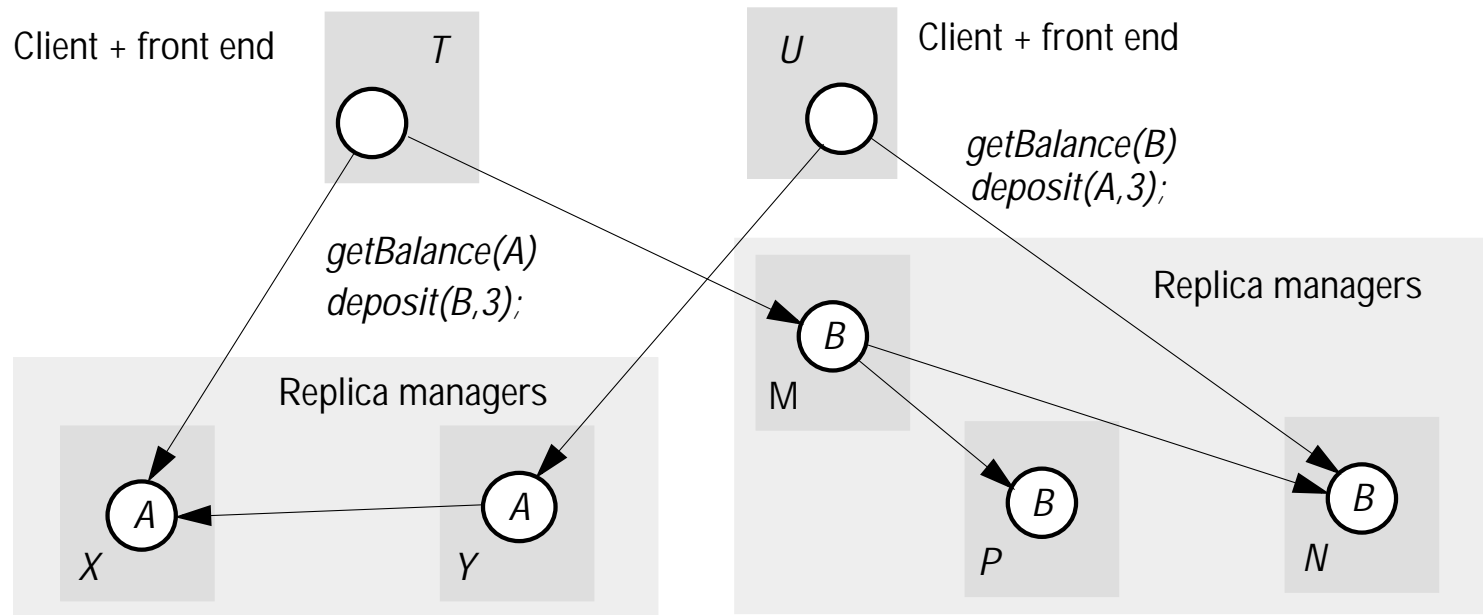 Client + front end
T
U
Client + front end
getBalance(B)
deposit(A,3);
getBalance(A)
deposit(B,3);
Replica managers
B
M
Replica managers
A
X
A
Y
B
P
B
N